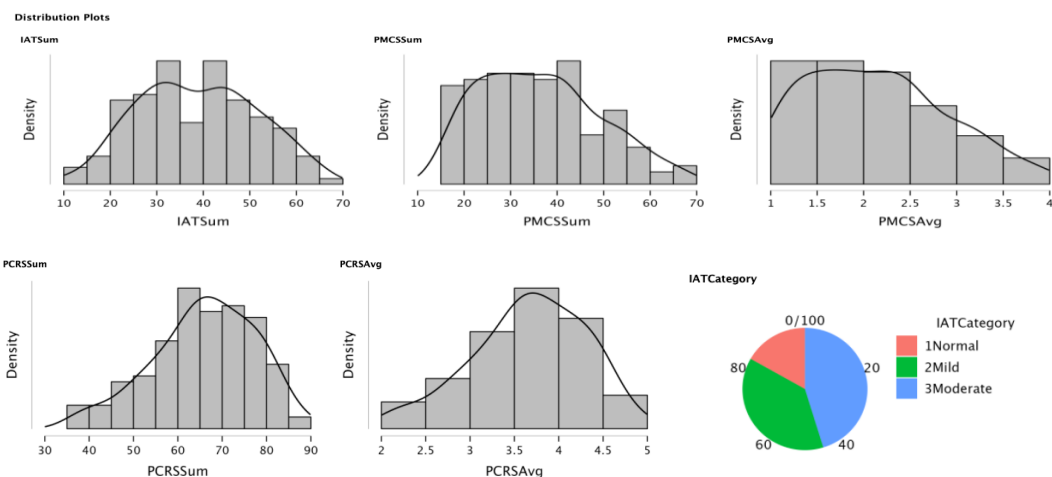 Distribution Plots
IATSum
PMCSSum
PMCSAvg
Density
Density
Density
10 20 30 40 50 60 70
10 20 30 40 50 60 70
1 1.5 2 2.5 3 3.5 4
IATSum
PMCSSum
PMCSAvg
PCRSSum
PCRSAvg
IATCategory
Density
Density
30 40 50 60 70 80 90
2 2.5 3 3.5 4 4.5 5
PCRSSum
PCRSAvg
0/100
20
40
60
80
IATCategory
1Normal
2Mild
3Moderate